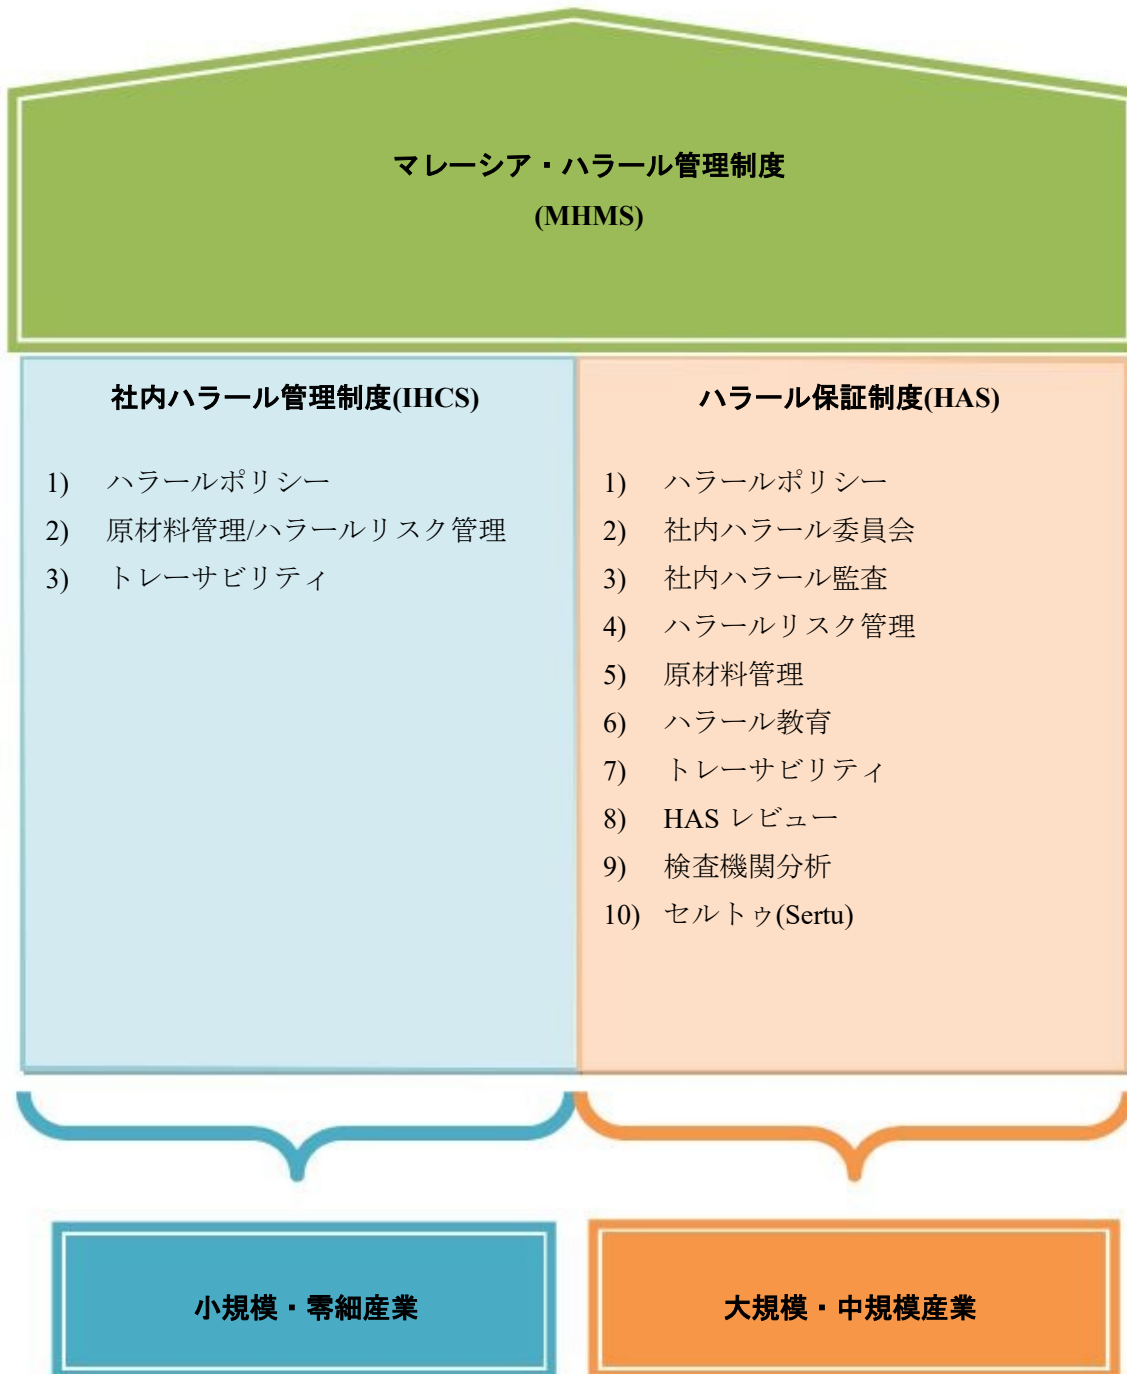 マレーシア・ハラール管理制度
(MHMS)
社内ハラール管理制度(IHCS)
1) ハラールポリシー
2) 原材料管理/ハラールリスク管理
3) トレーサビリティ
ハラール保証制度(HAS)
1) ハラールポリシー
2) 社内ハラール委員会
3) 社内ハラール監査
4) ハラールリスク管理
5) 原材料管理
6) ハラール教育
7) トレーサビリティ
8) HAS レビュー
9) 検査機関分析
10) セルトゥ(Sertu)
小規模・零細産業
大規模・中規模産業